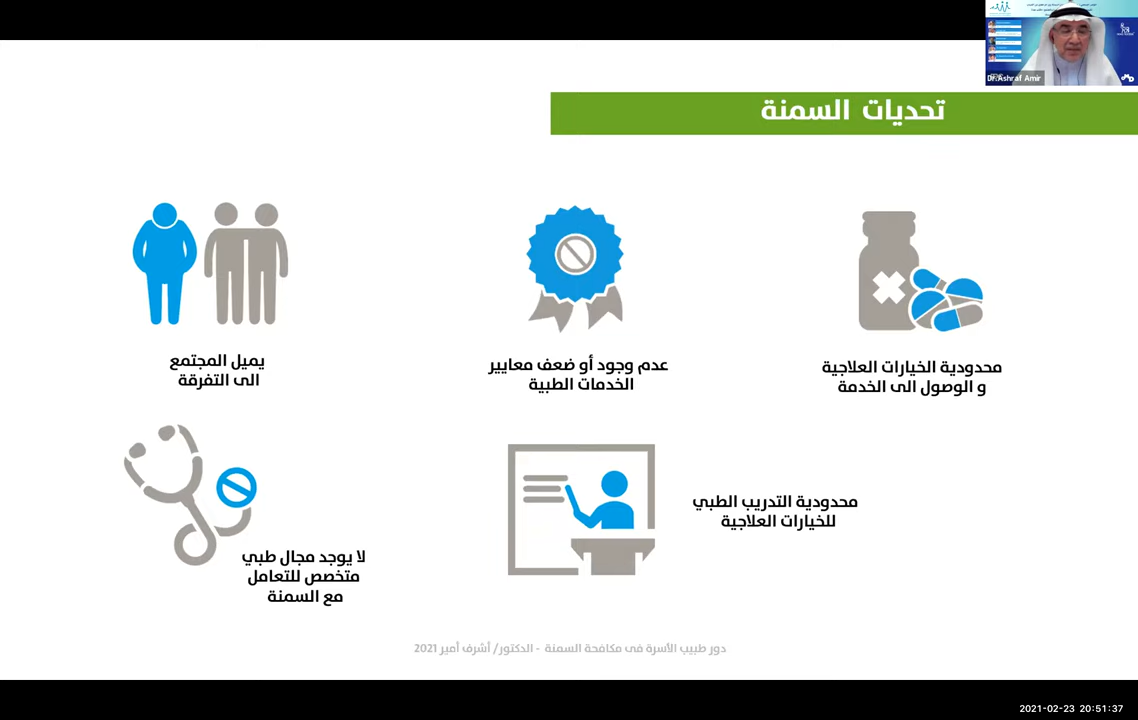 Dr.Ashraf Amir
تحديات السمنة
محدودية الخيارات العلاجية
و الوصول الى الخدمة
عدم وجود أو ضعف معايير
الخدمات الطبية
يميل المجتمع
الى التفرقة
محدودية التدريب الطبي
للخيارات العلاجية
لا يوجد مجال طبي
متخصص للتعامل
مع السمنة
دور طبيب الأسرة فى مكافحة السمنة - الدكتور/ أشرف أمير 2021
2021-02-23 20:51:37